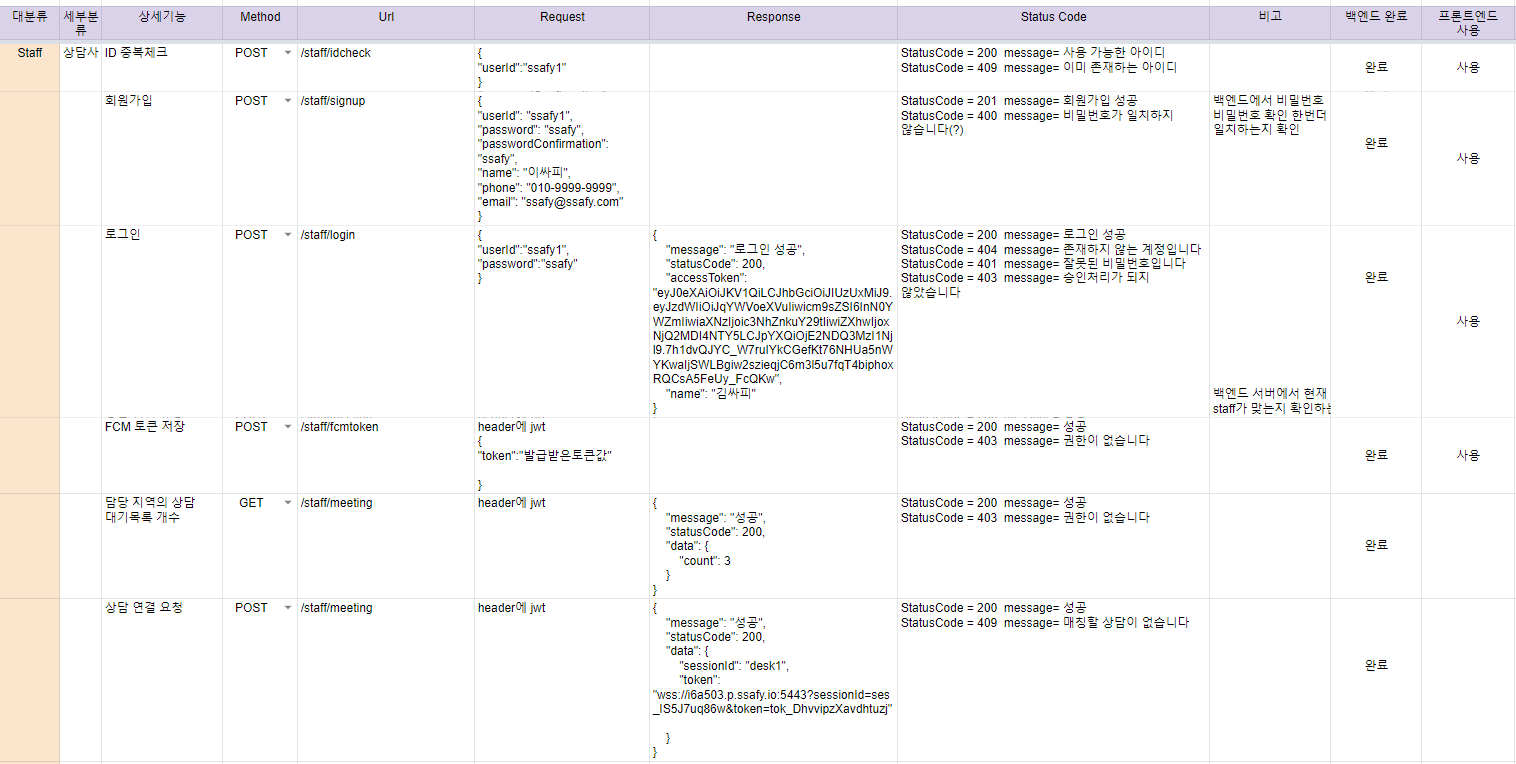 대분류 세부분류 상세기능 Method Url Request Response Status Code 비고 백엔드 완료 프론트엔드 사용
Staff 상담사 ID 중복체크 POST /staff/idcheck
{
"userId":"ssafy1"
}
StatusCode = 200 message= 사용 가능한 아이디
StatusCode = 409 message= 이미 존재하는 아이디
완료
사용
회원가입 POST /staff/signup
{
"userId": "ssafy1",
"password": "ssafy",
"passwordConfirmation":
"ssafy",
"name": "이싸피",
"phone": "010-9999-9999",
"email": "ssafy@ssafy.com"
}
StatusCode = 201 message= 회원가입 성공
StatusCode = 400 message= 비밀번호가 일치하지
않습니다(?)
백엔드에서 비밀번호
비밀번호 확인 한번더
일치하는지 확인
완료
사용
로그인 POST /staff/login
{
"userId":"ssafy1",
"password":"ssafy"
}
{
"message": "로그인 성공",
"statusCode": 200,
"accessToken":
StatusCode = 200 message= 로그인 성공
StatusCode = 404 message= 존재하지 않는 계정입니다
StatusCode = 401 message= 잘못된 비밀번호입니다
StatusCode = 403 message= 승인처리가 되지
않았습니다
"name": "김싸피"
}
백엔드 서버에서 현재
staff가 맞는지 확인하는
완료
사용
FCM 토큰 저장 POST /staff/fcmtoken
header에 jwt
{
"token":"발급받은토큰값"
}
StatusCode = 200 message= 성공
StatusCode = 403 message= 권한이 없습니다
완료
사용
담당 지역의 상담
대기목록 개수
GET /staff/meeting
header에 jwt
{
"message": "성공",
"statusCode": 200,
"data": {
"count": 3
}
}
StatusCode = 200 message= 성공
StatusCode = 403 message= 권한이 없습니다
완료
상담 연결 요청 POST /staff/meeting
header에 jwt
{
"message": "성공",
"statusCode": 200,
"data": {
"sessionId": "desk1",
"token":
"wss://i6a503.p.ssafy.io:5443?sessionId=ses
_IS5J7uq86w&token=tok_DhvvipzXavdhtuzj"
}
}
StatusCode = 200 message= 성공
StatusCode = 409 message= 매칭할 상담이 없습니다
완료